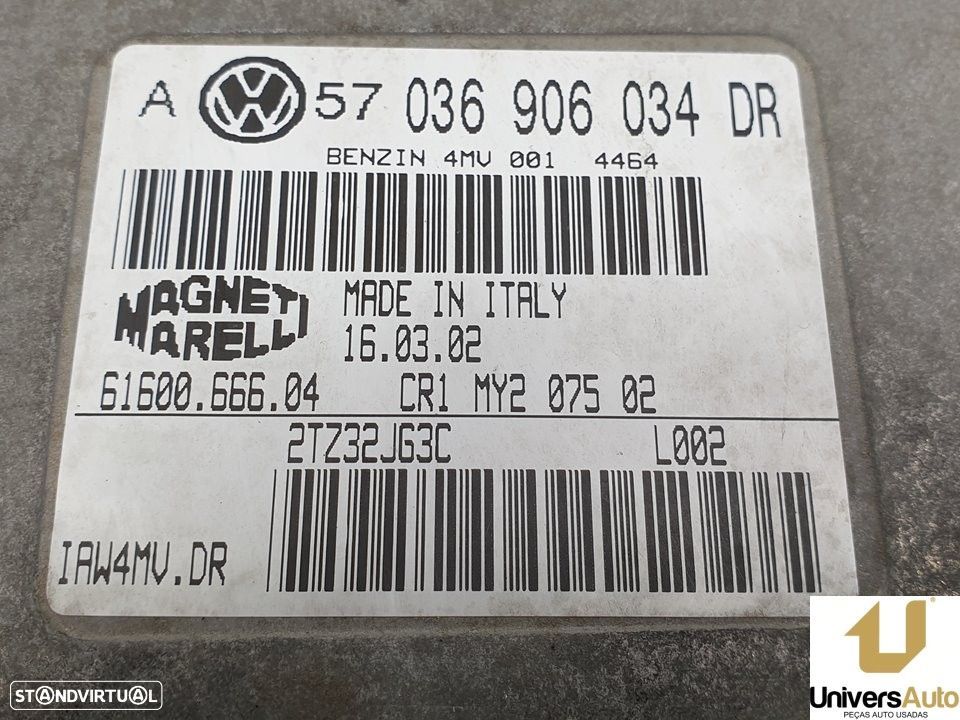 A VW 57 036 906 034 DR
BENZIN 4MV 001 4464
MAGNETI MARELLI
MADE IN ITALY
16.03.02
61600.666.04 CR1 MY2 075 02
2TZ32JG3C L002
IAW4MV.DR
STANDVIRTUAL
UniversAuto
PEÇAS AUTO USADAS